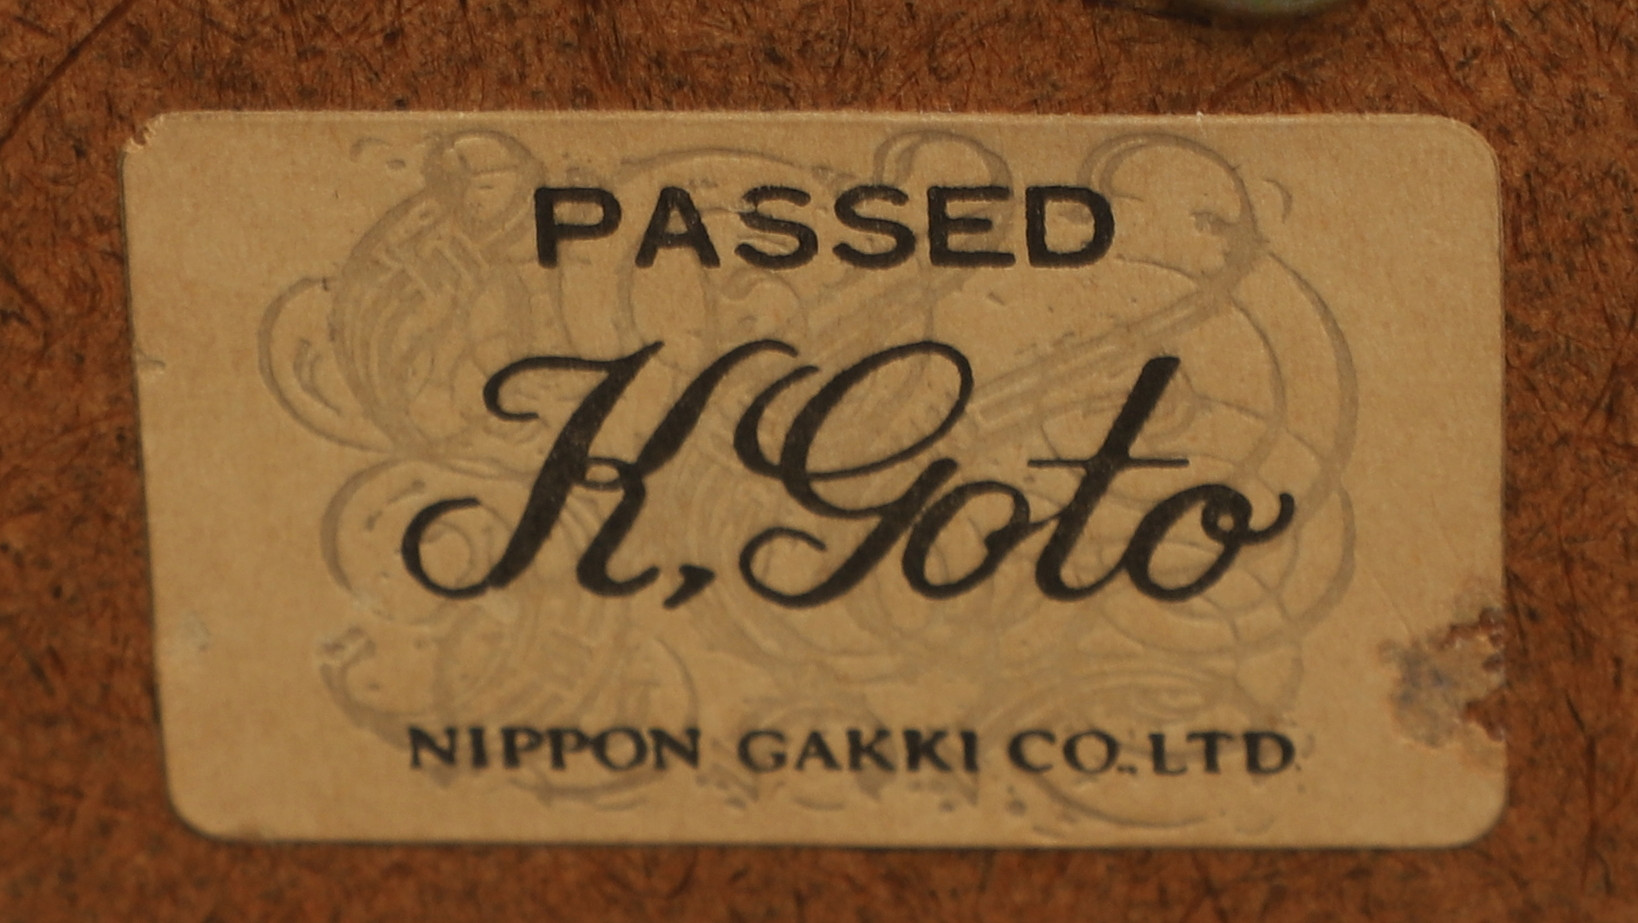 PASSED
K, Goto
NIPPON GAKKI CO., LTD.